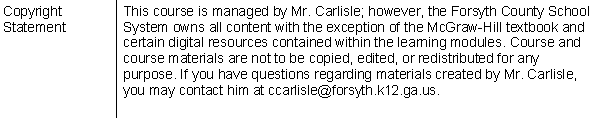 Copyright
Statement
This course is managed by Mr. Carlisle; however, the Forsyth County School
System owns all content with the exception of the McGraw-Hill textbook and
certain digital resources contained within the learning modules. Course and
course materials are not to be copied, edited, or redistributed for any
purpose. If you have questions regarding materials created by Mr. Carlisle,
you may contact him at ccarlisle@forsyth.k12.ga.us.